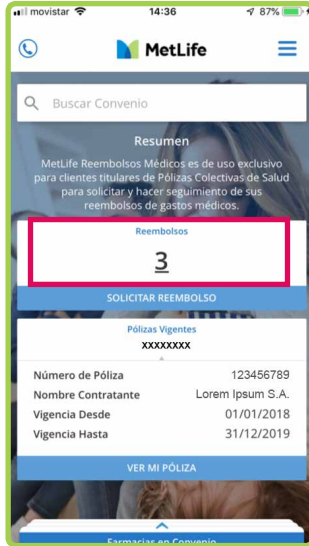 movistar 14:36 87%
MetLife
Buscar Convenio
Resumen
MetLife Reembolsos Médicos es de uso exclusivo
para clientes titulares de Pólizas Colectivas de Salud
para solicitar y hacer seguimiento de sus
reembolsos de gastos médicos.
Reembolsos
3
SOLICITAR REEMBOLSO
Pólizas Vigentes
xxxxxxxx
Número de Póliza 123456789
Nombre Contratante Lorem Ipsum S.A.
Vigencia Desde 01/01/2018
Vigencia Hasta 31/12/2019
VER MI PÓLIZA
Farmacias en Convenio